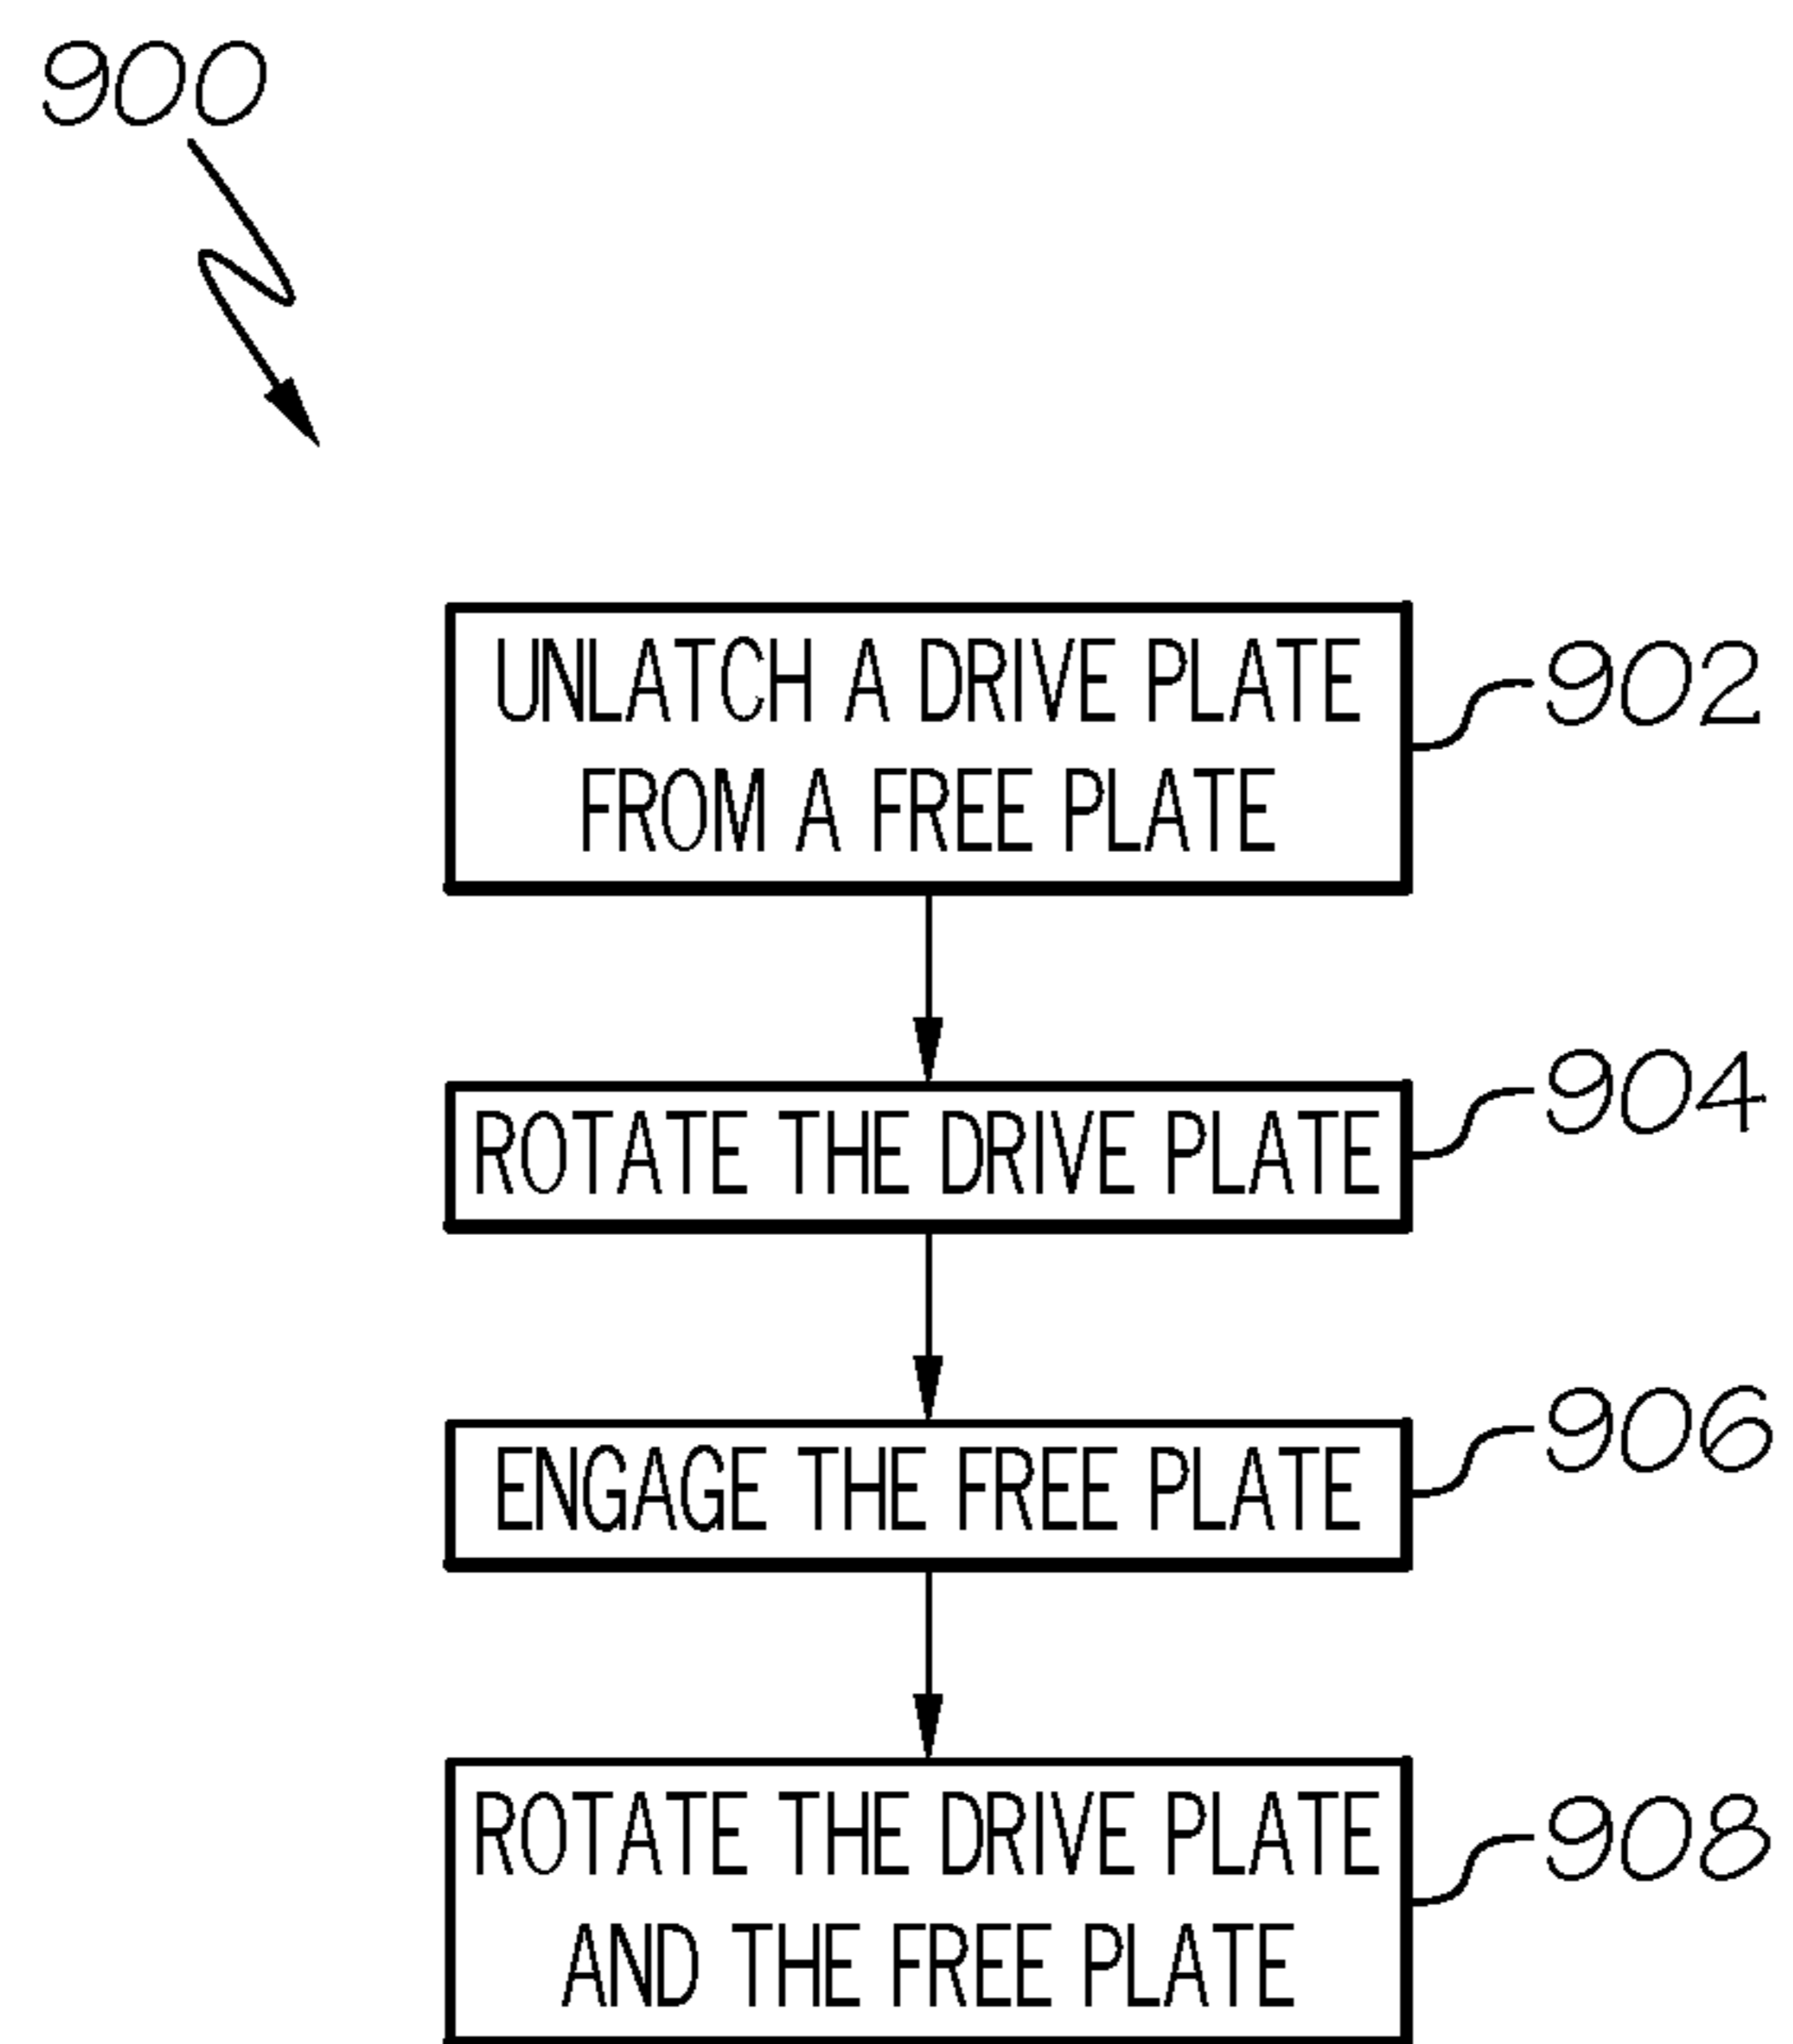 900
UNLATCH A DRIVE PLATE
FROM A FREE PLATE
902
ROTATE THE DRIVE PLATE
904
ENGAGE THE FREE PLATE
906
ROTATE THE DRIVE PLATE
AND THE FREE PLATE
908